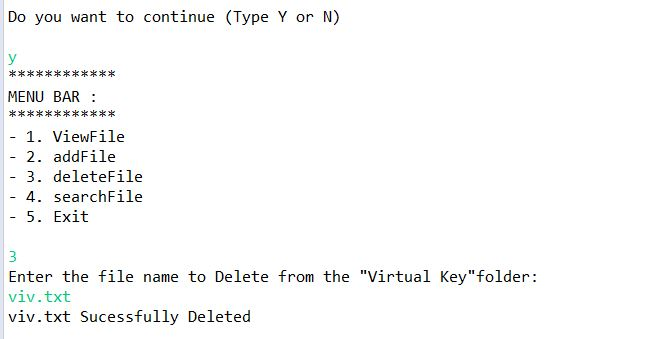 Do you want to continue (Type Y or N)
y
************
MENU BAR :
************
- 1. ViewFile
- 2. addFile
- 3. deleteFile
- 4. searchFile
- 5. Exit
3
Enter the file name to Delete from the "Virtual Key"folder:
viv.txt
viv.txt Sucessfully Deleted